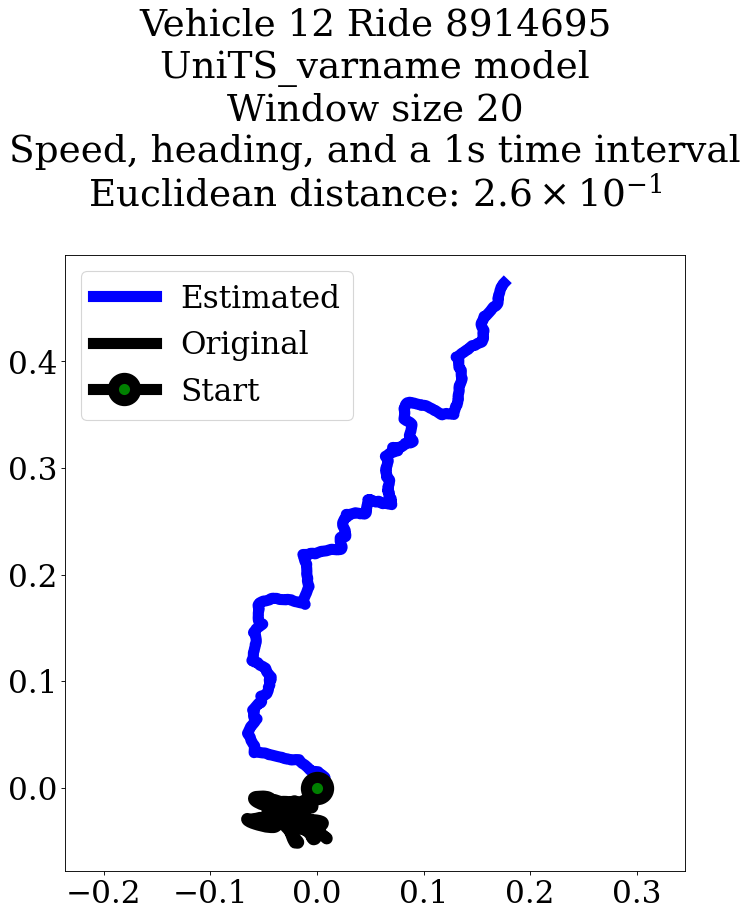 Vehicle 12 Ride 8914695
UniTS_varname model
Window size 20
Speed, heading, and a 1s time interval
Euclidean distance: 2.6 × 10⁻¹
Estimated
Original
Start
0.4
0.3
0.2
0.1
0.0
−0.2 −0.1 0.0 0.1 0.2 0.3